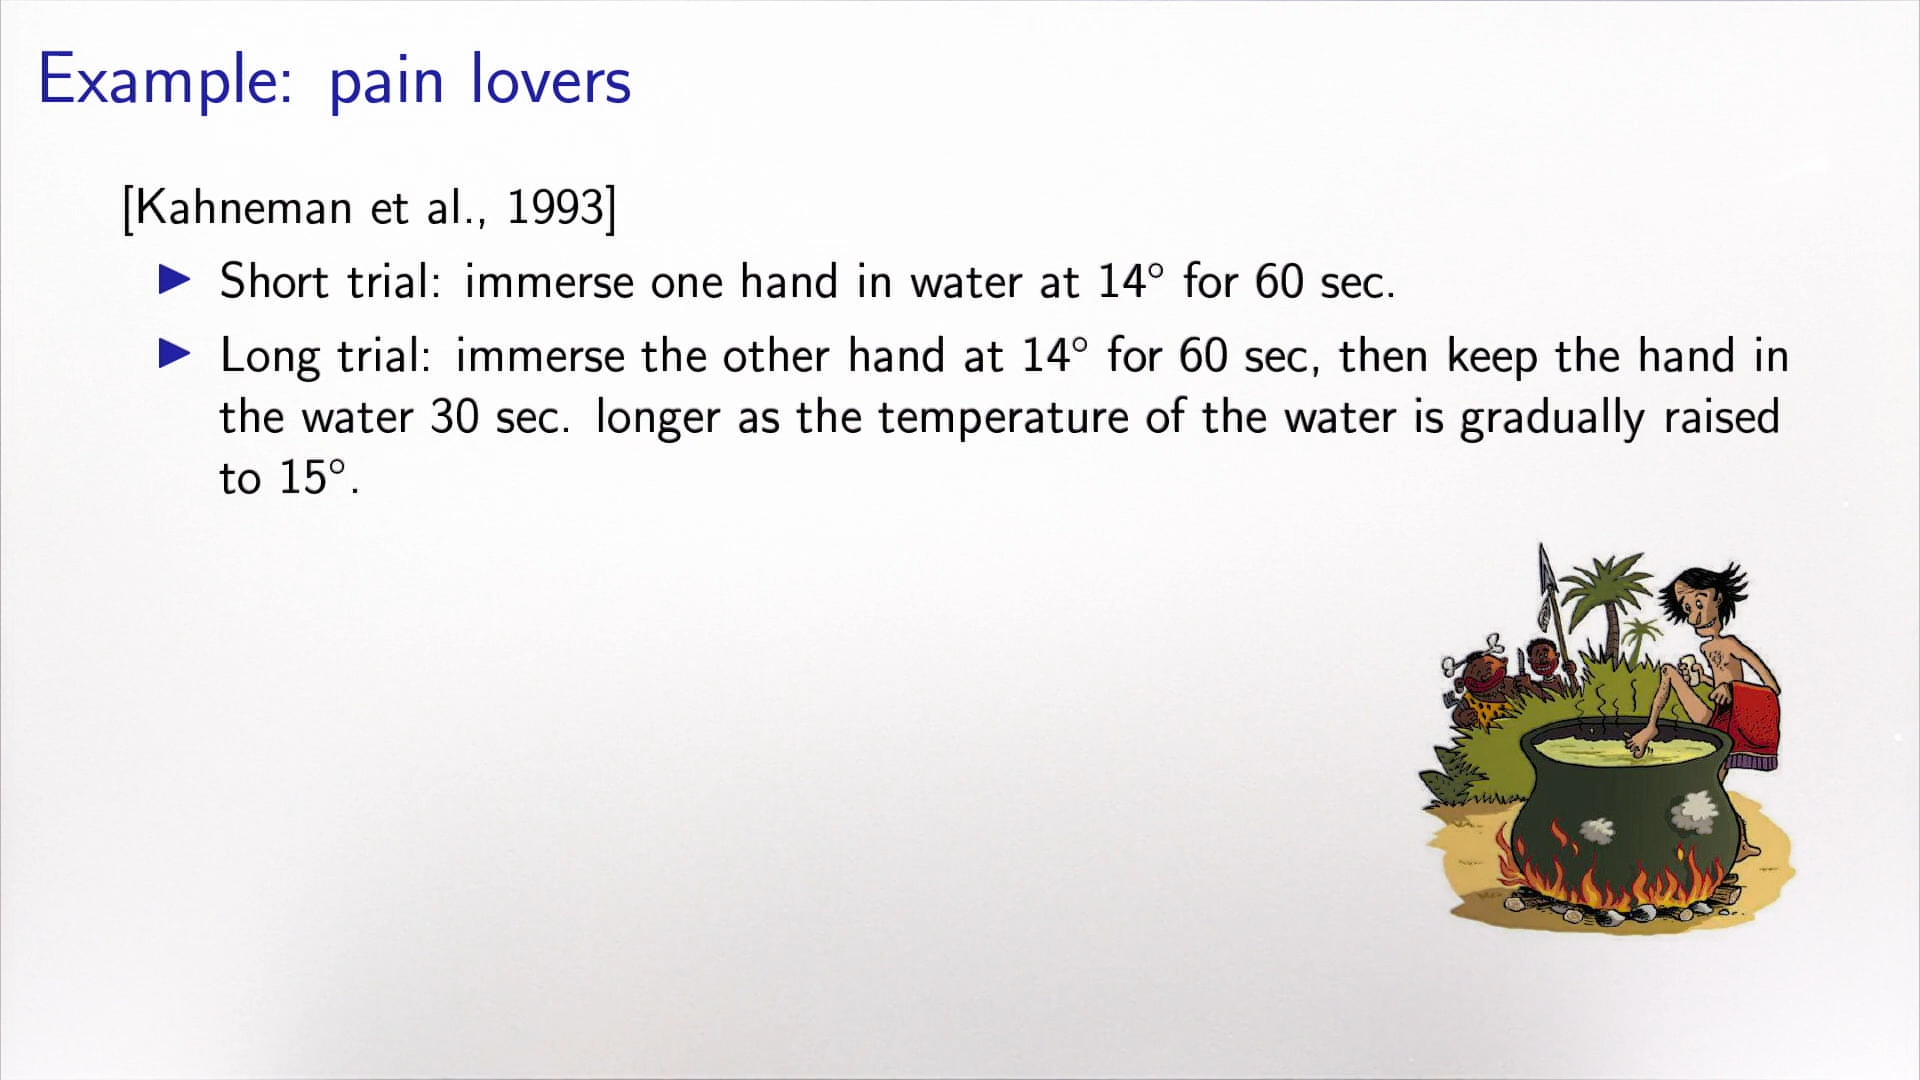 Example: pain lovers
[Kahneman et al., 1993]
▶ Short trial: immerse one hand in water at 14° for 60 sec.
▶ Long trial: immerse the other hand at 14° for 60 sec, then keep the hand in
the water 30 sec. longer as the temperature of the water is gradually raised
to 15°.